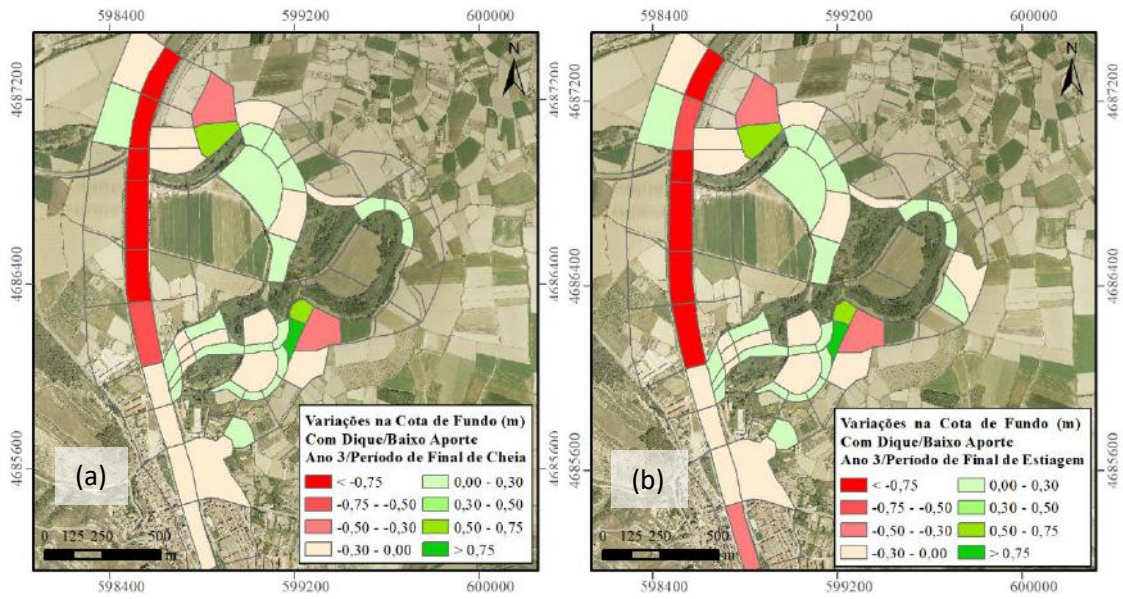 598400 599200 600000
4687200
4686400
4685600
N
(a)
Variações na Cota de Fundo (m)
Com Dique/Baixo Aporte
Ano 3/Período de Final de Cheia
< -0,75 0,00 - 0,30
-0,75 - -0,50 0,30 - 0,50
-0,50 - -0,30 0,50 - 0,75
-0,30 - 0,00 > 0,75
0 125 250 500
m
598400 599200 600000
4687200
4686400
4685600
598400 599200 600000
4687200
4686400
4685600
N
(b)
Variações na Cota de Fundo (m)
Com Dique/Baixo Aporte
Ano 3/Período de Final de Estiagem
< -0,75 0,00 - 0,30
-0,75 - -0,50 0,30 - 0,50
-0,50 - -0,30 0,50 - 0,75
-0,30 - 0,00 > 0,75
0 125 250 500
m
598400 599200 600000
4687200
4686400
4685600